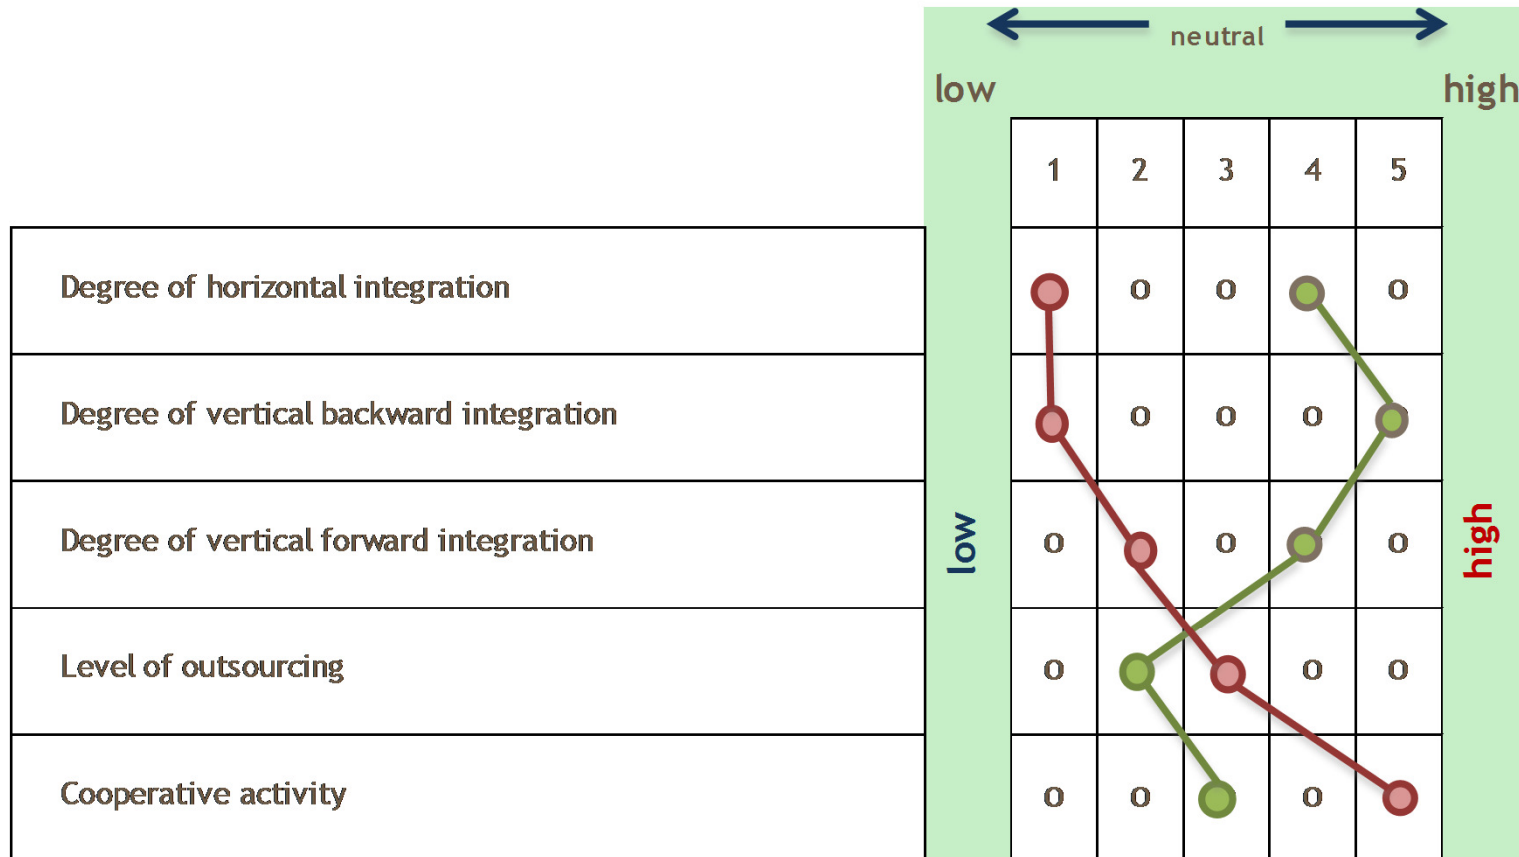 neutral
low high
1 2 3 4 5
Degree of horizontal integration o o o
Degree of vertical backward integration o o o
Degree of vertical forward integration o o o
low
high
Level of outsourcing o o o
Cooperative activity o o o